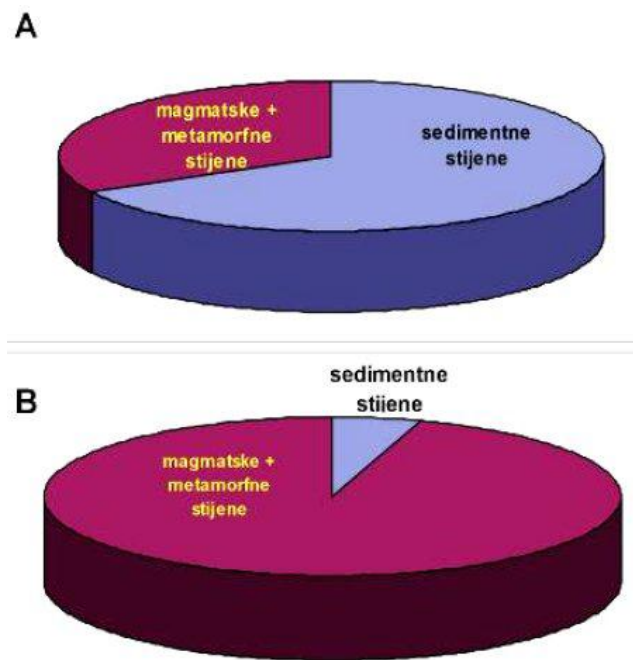 A
magmatske +
metamorfne
stijene
sedimentne
stijene
B
sedimentne
stijene
magmatske +
metamorfne
stijene